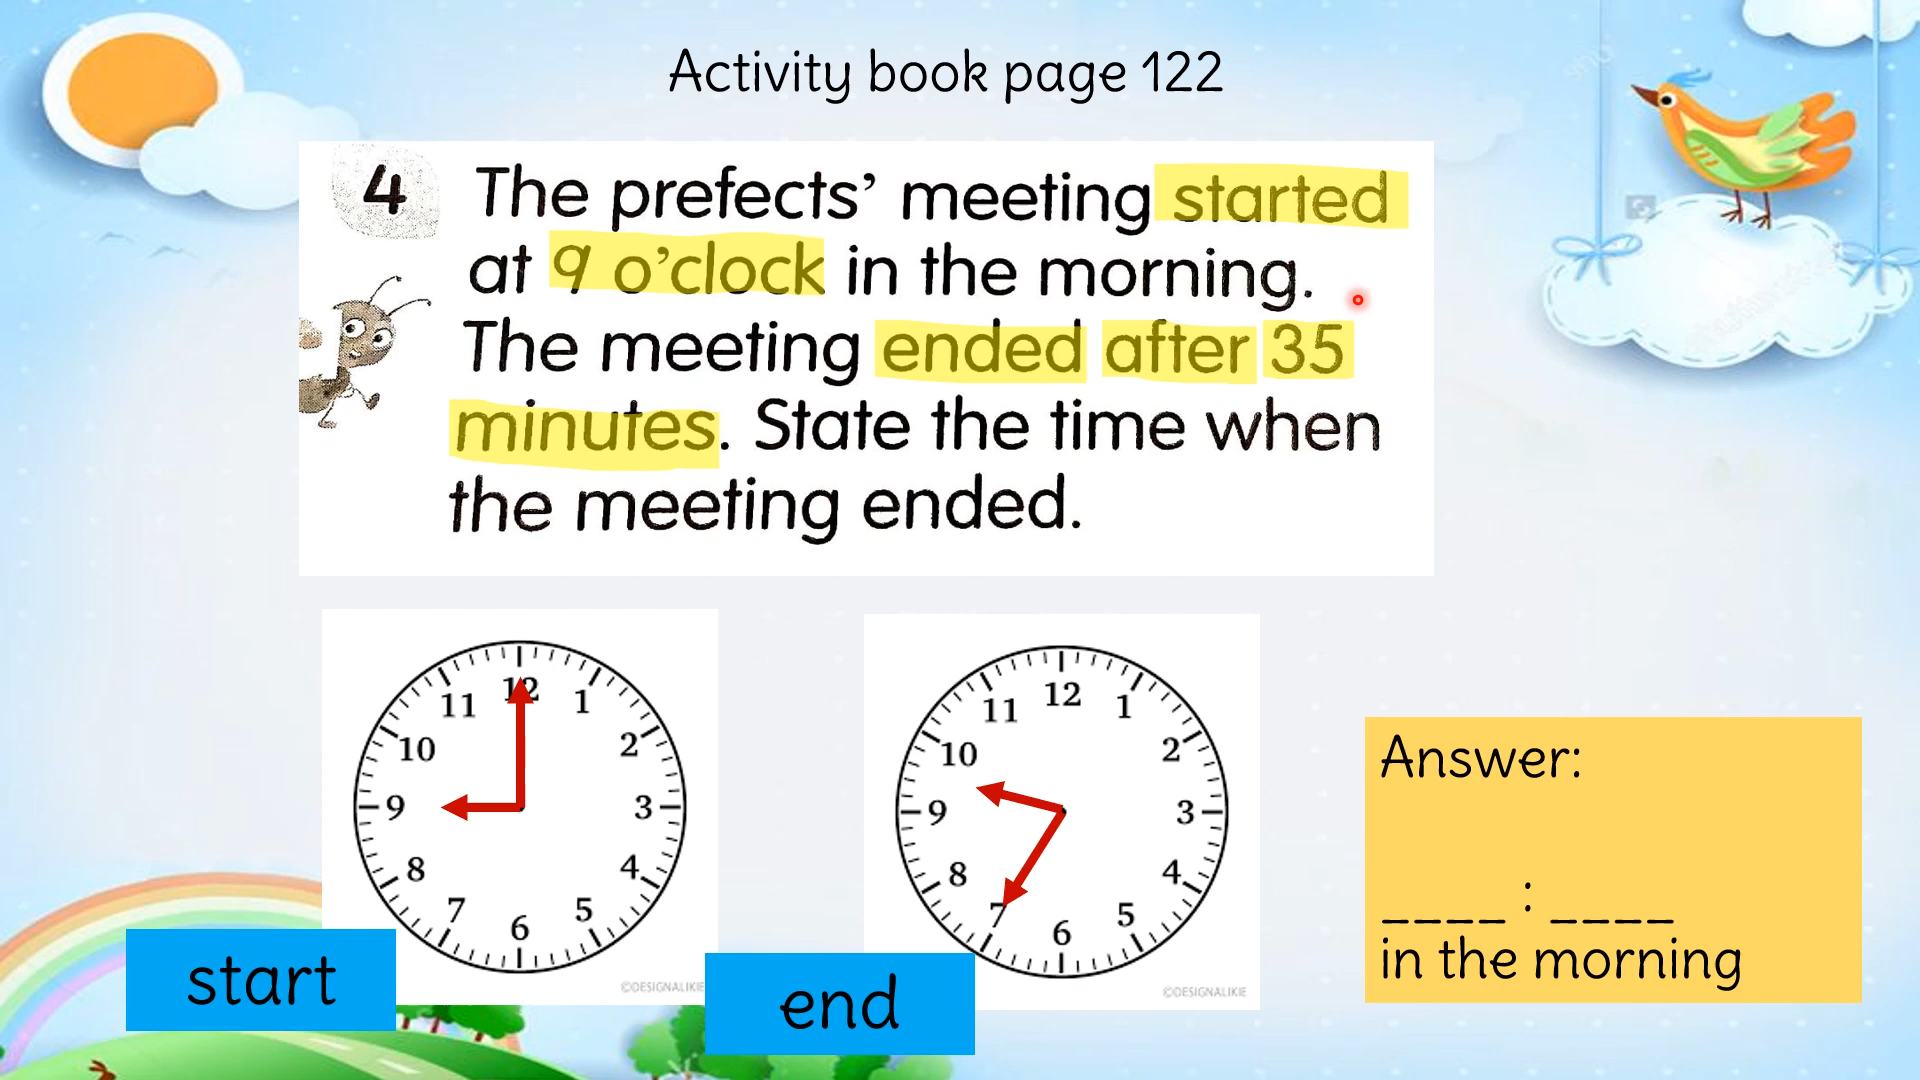 Activity book page 122
4 The prefects' meeting started
at 9 o'clock in the morning.
The meeting ended after 35
minutes. State the time when
the meeting ended.
12
1
2
3
4
5
6
7
8
9
10
11
©DESIGNALIKIE
start
12
1
2
3
4
5
6
7
8
9
10
11
©DESIGNALIKIE
end
Answer:
____ : ____
in the morning